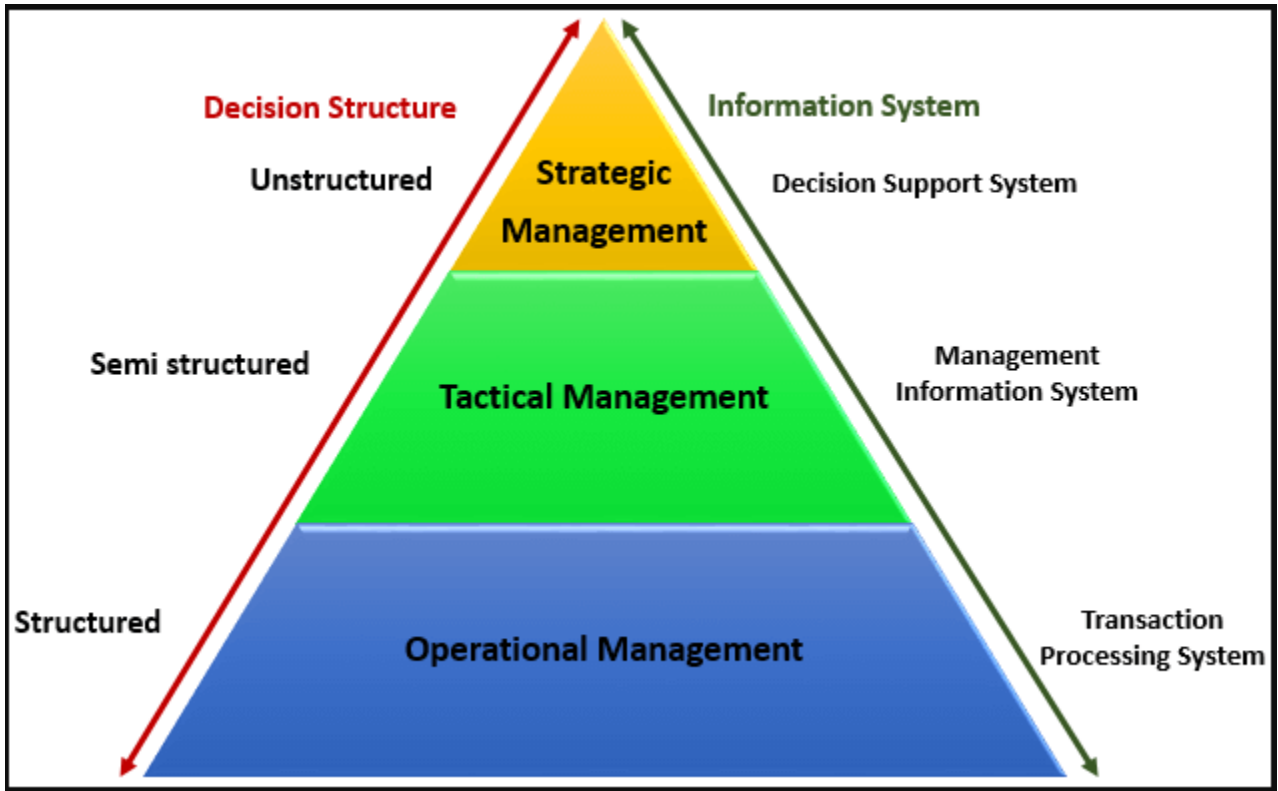 Decision Structure
Information System
Unstructured
Strategic
Management
Decision Support System
Semi structured
Tactical Management
Management
Information System
Structured
Operational Management
Transaction
Processing System